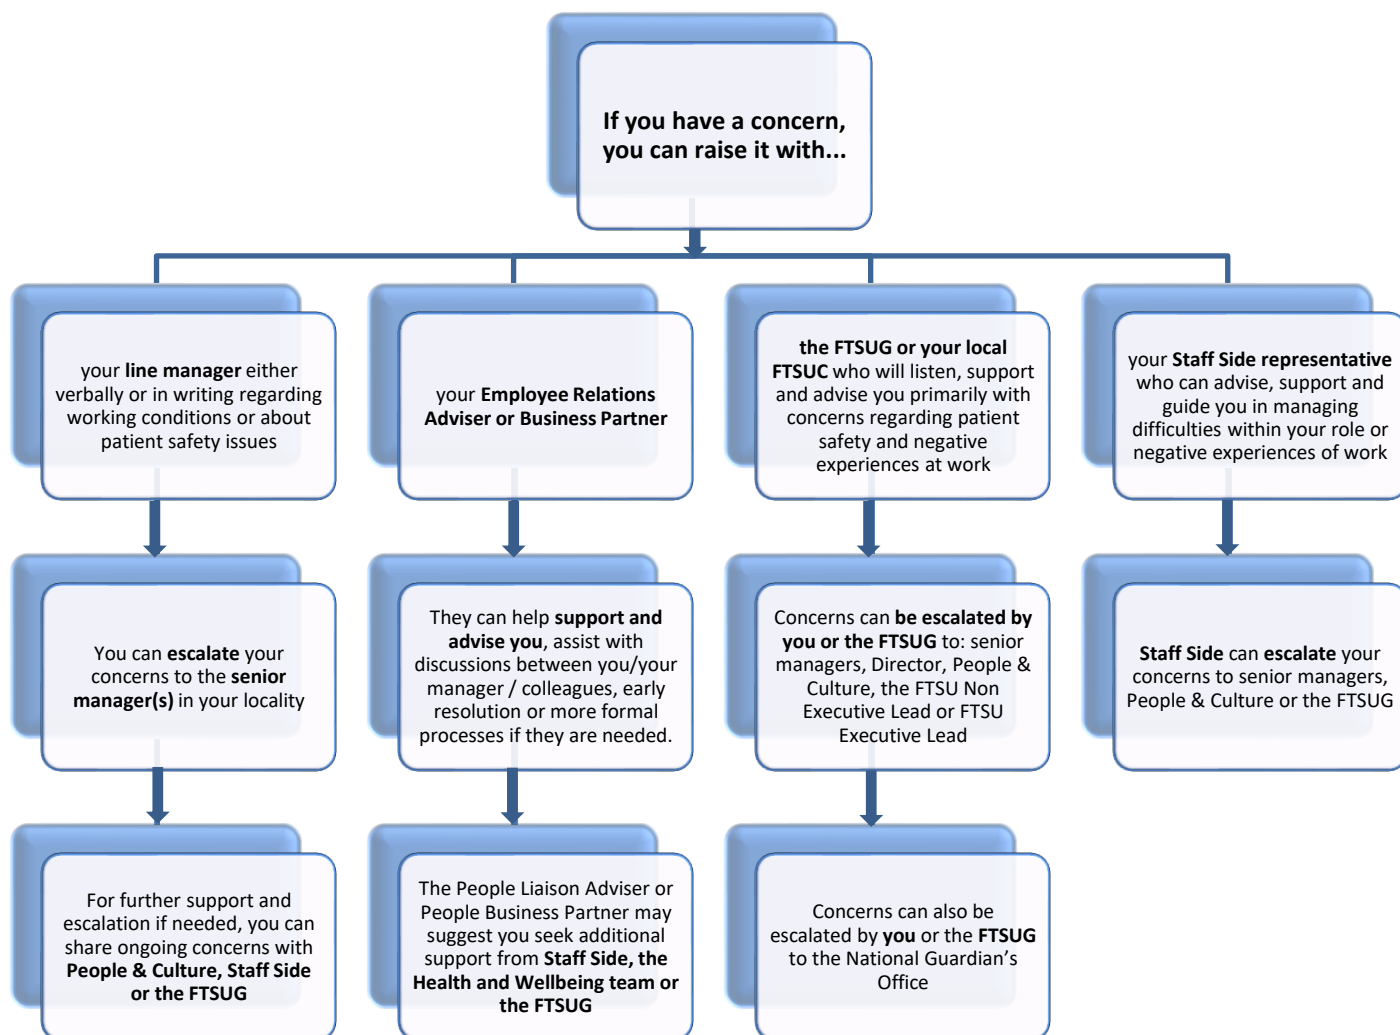 If you have a concern,
you can raise it with...
your line manager either
verbally or in writing regarding
working conditions or about
patient safety issues
your Employee Relations
Adviser or Business Partner
the FTSUG or your local
FTSUC who will listen, support
and advise you primarily with
concerns regarding patient
safety and negative
experiences at work
your Staff Side representative
who can advise, support and
guide you in managing
difficulties within your role or
negative experiences of work
You can escalate your
concerns to the senior
manager(s) in your locality
They can help support and
advise you, assist with
discussions between you/your
manager / colleagues, early
resolution or more formal
processes if they are needed.
Concerns can be escalated by
you or the FTSUG to: senior
managers, Director, People &
Culture, the FTSU Non
Executive Lead or FTSU
Executive Lead
Staff Side can escalate your
concerns to senior managers,
People & Culture or the FTSUG
For further support and
escalation if needed, you can
share ongoing concerns with
People & Culture, Staff Side
or the FTSUG
The People Liaison Adviser or
People Business Partner may
suggest you seek additional
support from Staff Side, the
Health and Wellbeing team or
the FTSUG
Concerns can also be
escalated by you or the FTSUG
to the National Guardian’s
Office